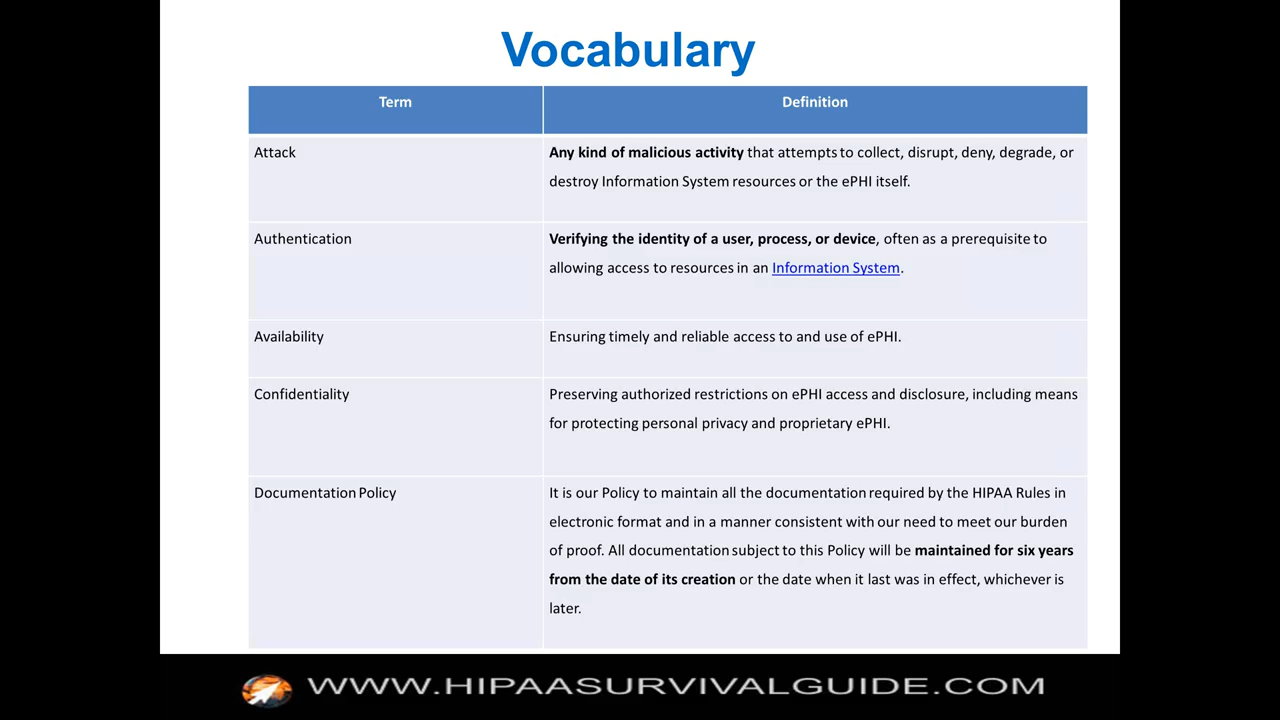 Vocabulary
Term
Definition
Attack
Any kind of malicious activity that attempts to collect, disrupt, deny, degrade, or
destroy Information System resources or the ePHI itself.
Authentication
Verifying the identity of a user, process, or device, often as a prerequisite to
allowing access to resources in an Information System.
Availability
Ensuring timely and reliable access to and use of ePHI.
Confidentiality
Preserving authorized restrictions on ePHI access and disclosure, including means
for protecting personal privacy and proprietary ePHI.
Documentation Policy
It is our Policy to maintain all the documentation required by the HIPAA Rules in
electronic format and in a manner consistent with our need to meet our burden
of proof. All documentation subject to this Policy will be maintained for six years
from the date of its creation or the date when it last was in effect, whichever is
later.
WWW.HIPAASURVIVALGUIDE.COM